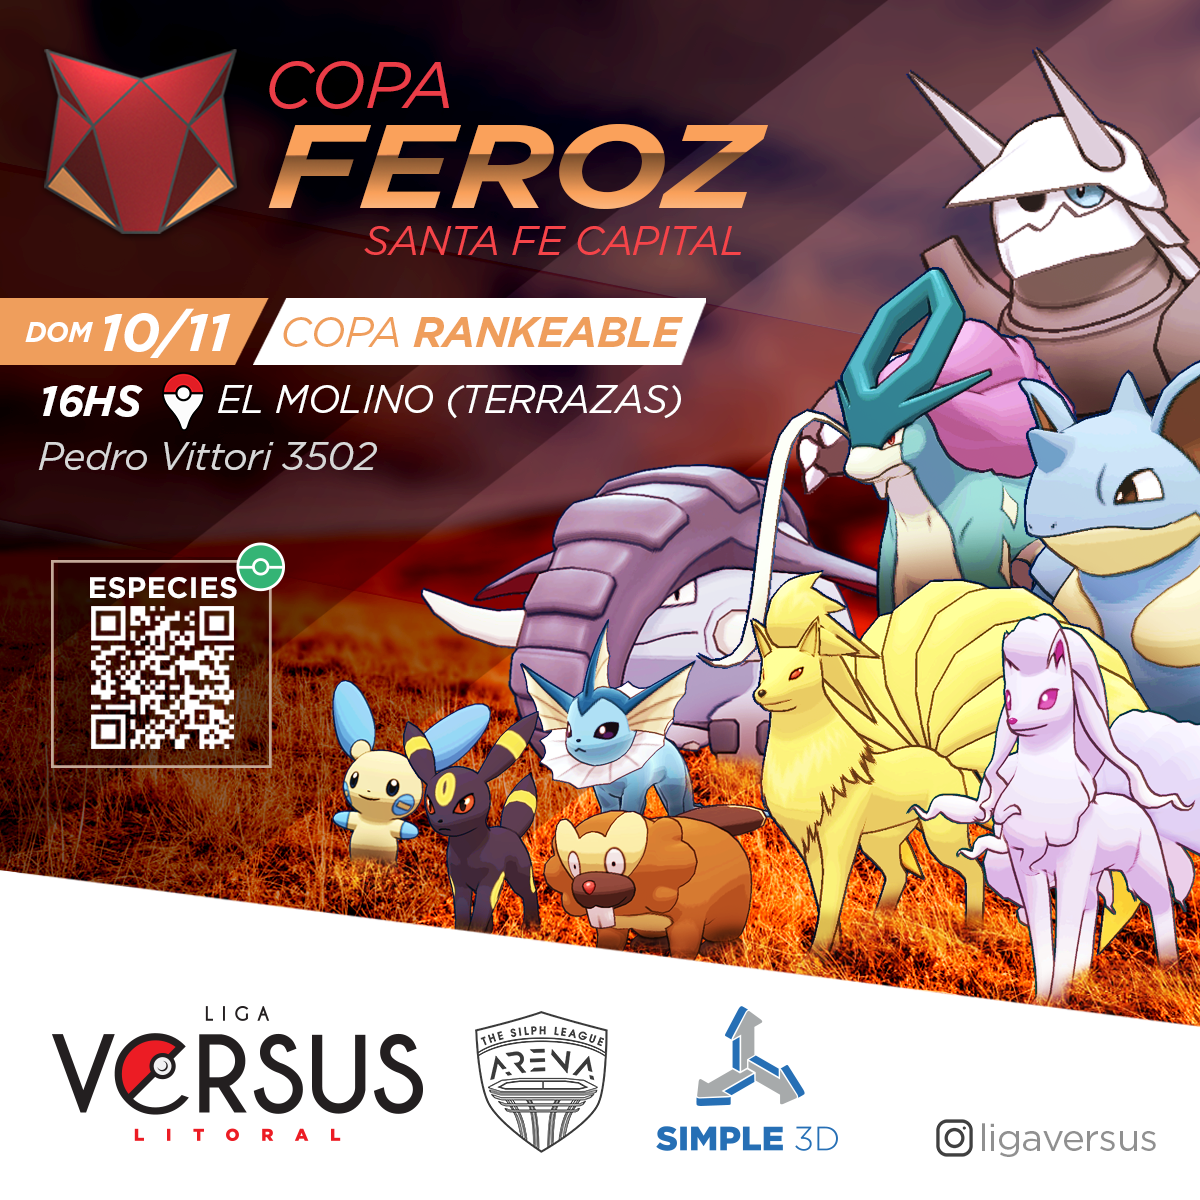 COPA
FEROZ
SANTA FE CAPITAL
DOM 10/11
COPA RANKEABLE
16HS EL MOLINO (TERRAZAS)
Pedro Vittori 3502
ESPECIES
LIGA
VERSUS
LITORAL
THE SILPH LEAGUE
ARENA
SIMPLE 3D
ligaversus